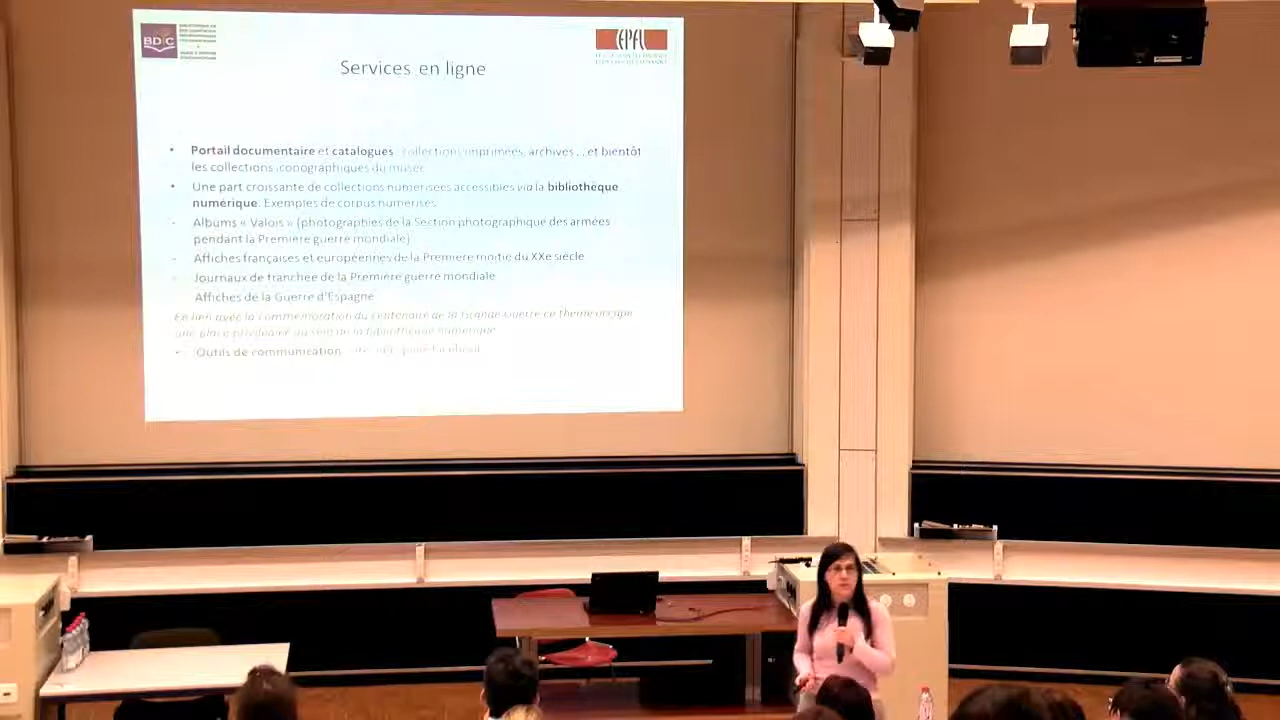 BDIC
EPFL
Services en ligne
• Portail documentaire et catalogues : collections imprimées, archives ... et bientôt
les collections iconographiques du musée
• Une part croissante de collections numérisées accessibles via la bibliothèque
numérique. Exemples de corpus numérisés
- Albums « Valois » (photographies de la Section photographique des armées
pendant la Première guerre mondiale)
- Affiches françaises et européennes de la Première moitié du XXe siècle
- Journaux de tranchée de la Première guerre mondiale
Affiches de la Guerre d'Espagne
En lien avec la commémoration du centenaire de la Grande Guerre ce thème occupe
une place privilégiée au sein de la bibliothèque numérique
• Outils de communication